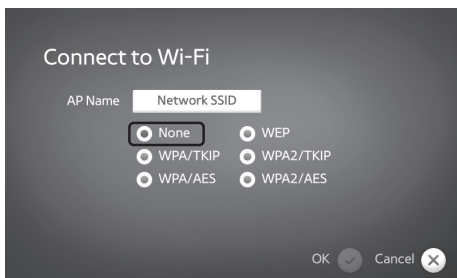 Connect to Wi-Fi
AP Name Network SSID
None WEP
WPA/TKIP WPA2/TKIP
WPA/AES WPA2/AES
OK Cancel